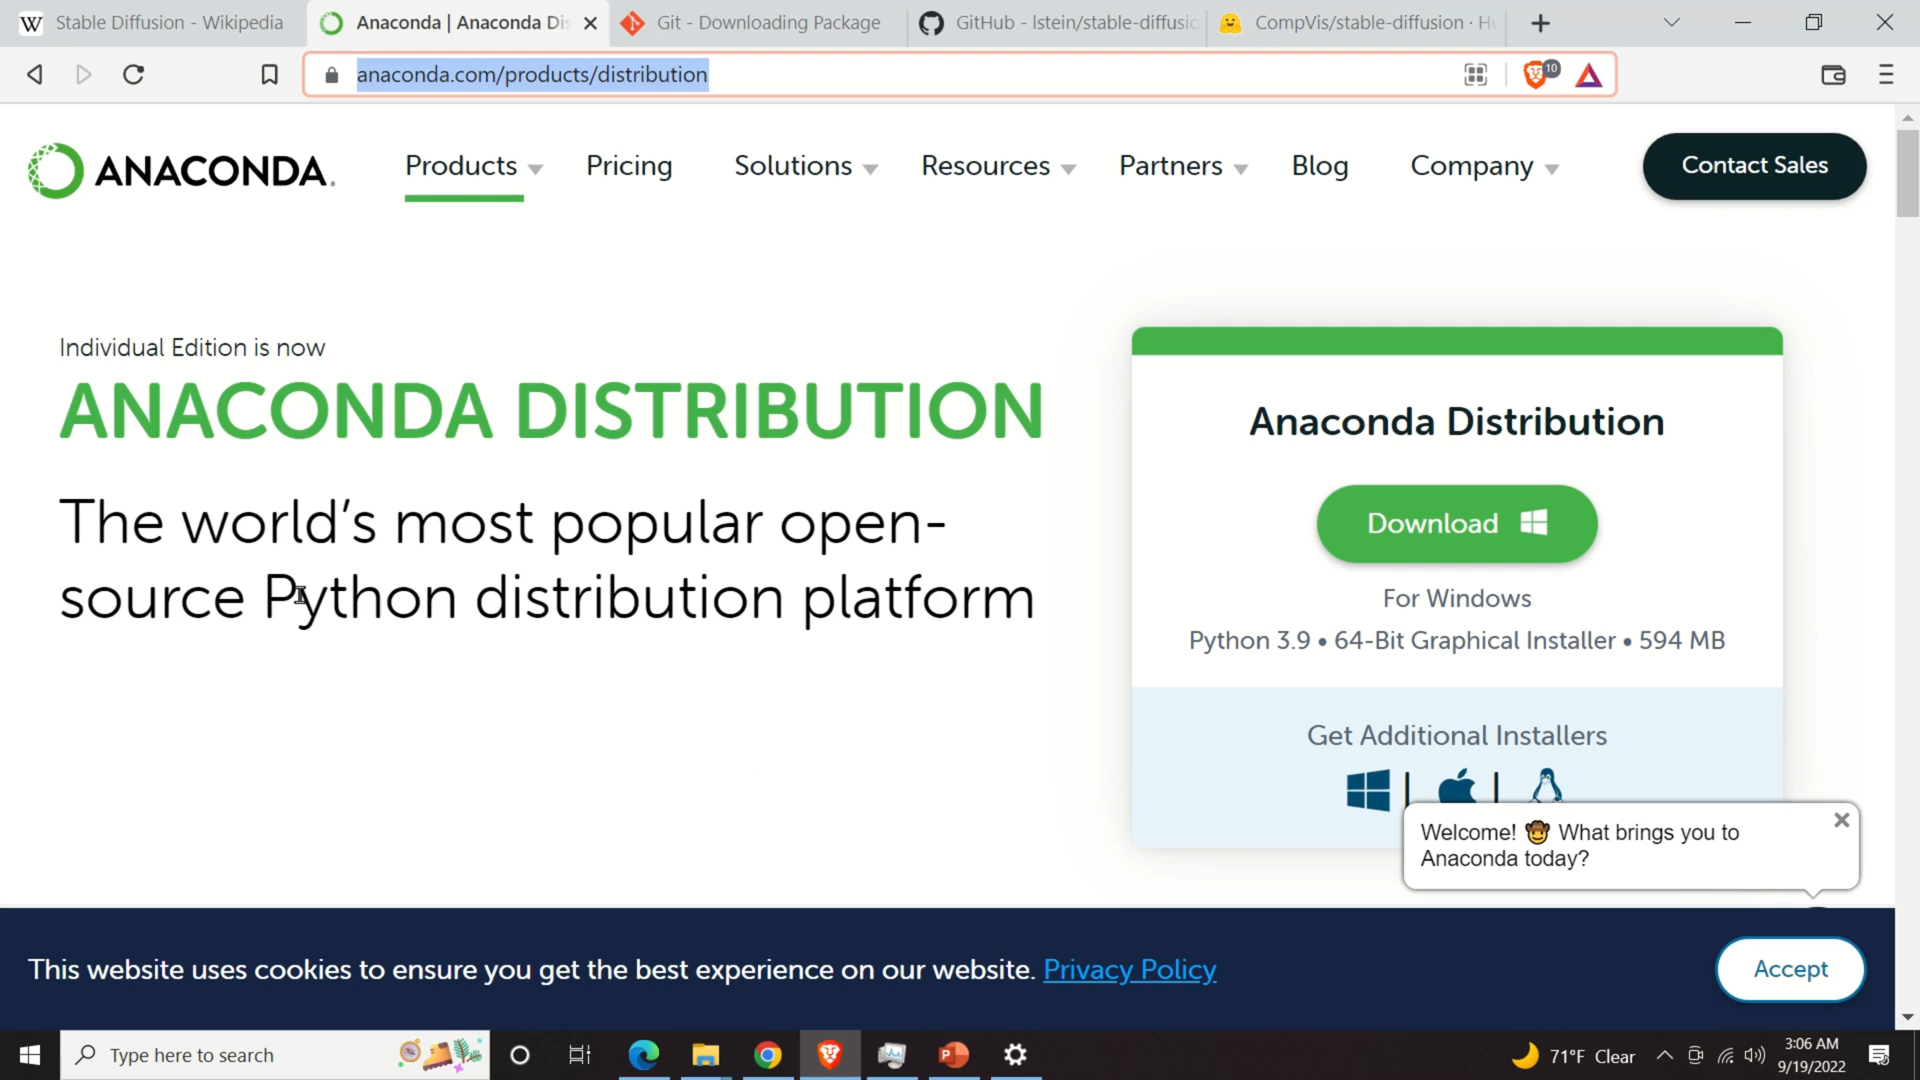 Stable Diffusion - Wikipedia
Anaconda | Anaconda Dis
Git - Downloading Package
GitHub - lstein/stable-diffusio
CompVis/stable-diffusion · Hu
anaconda.com/products/distribution
10
ANACONDA.
Products
Pricing
Solutions
Resources
Partners
Blog
Company
Contact Sales
Individual Edition is now
ANACONDA DISTRIBUTION
The world's most popular open-
source Python distribution platform
Anaconda Distribution
Download
For Windows
Python 3.9 • 64-Bit Graphical Installer • 594 MB
Get Additional Installers
Welcome! 🤠 What brings you to
Anaconda today?
This website uses cookies to ensure you get the best experience on our website. Privacy Policy
Accept
Type here to search
71°F Clear
3:06 AM
9/19/2022